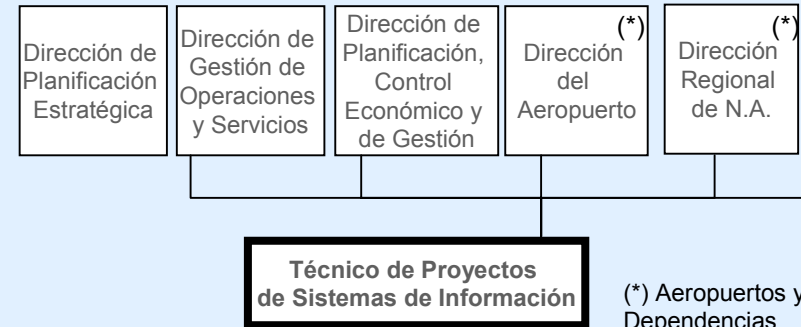 Dirección de
Planificación
Estratégica
Dirección de
Gestión de
Operaciones
y Servicios
Dirección de
Planificación,
Control
Económico y
de Gestión
(*)
Dirección
del
Aeropuerto
(*)
Dirección
Regional
de N.A.
Técnico de Proyectos
de Sistemas de Información
(*) Aeropuertos y
Dependencias